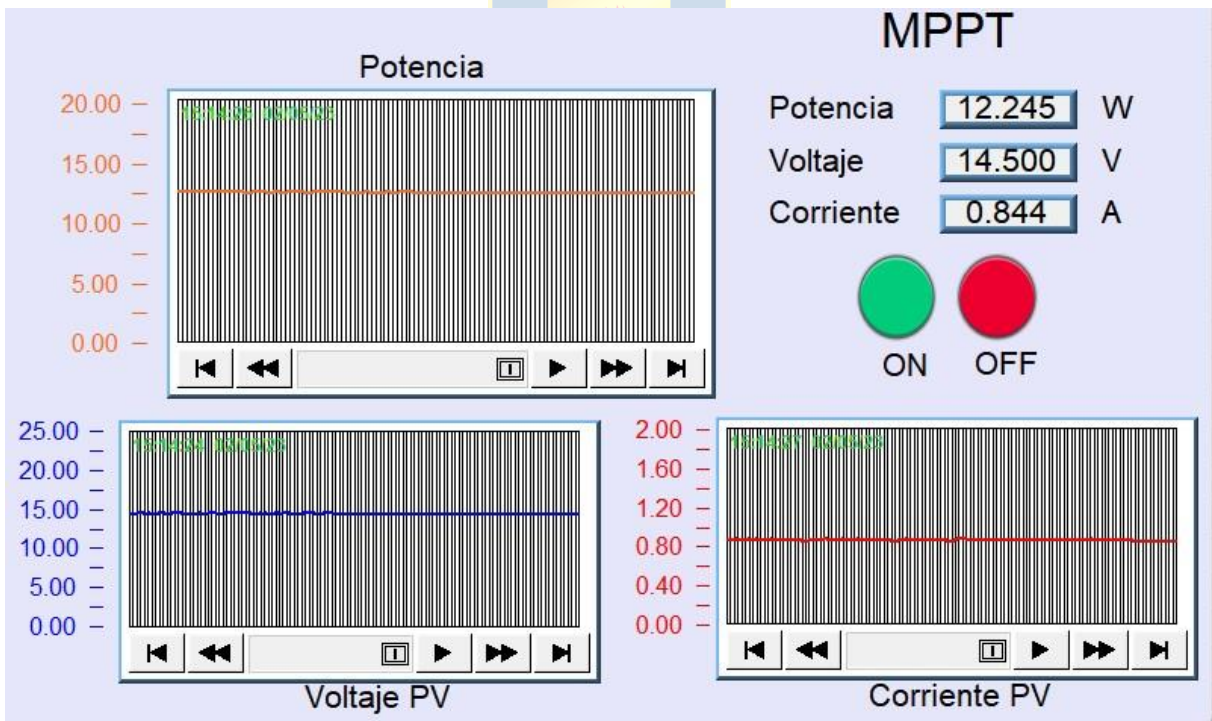 MPPT
Potencia
20.00
15.00
10.00
5.00
0.00
Potencia 12.245 W
Voltaje 14.500 V
Corriente 0.844 A
ON OFF
25.00
20.00
15.00
10.00
5.00
0.00
Voltaje PV
2.00
1.60
1.20
0.80
0.40
0.00
Corriente PV